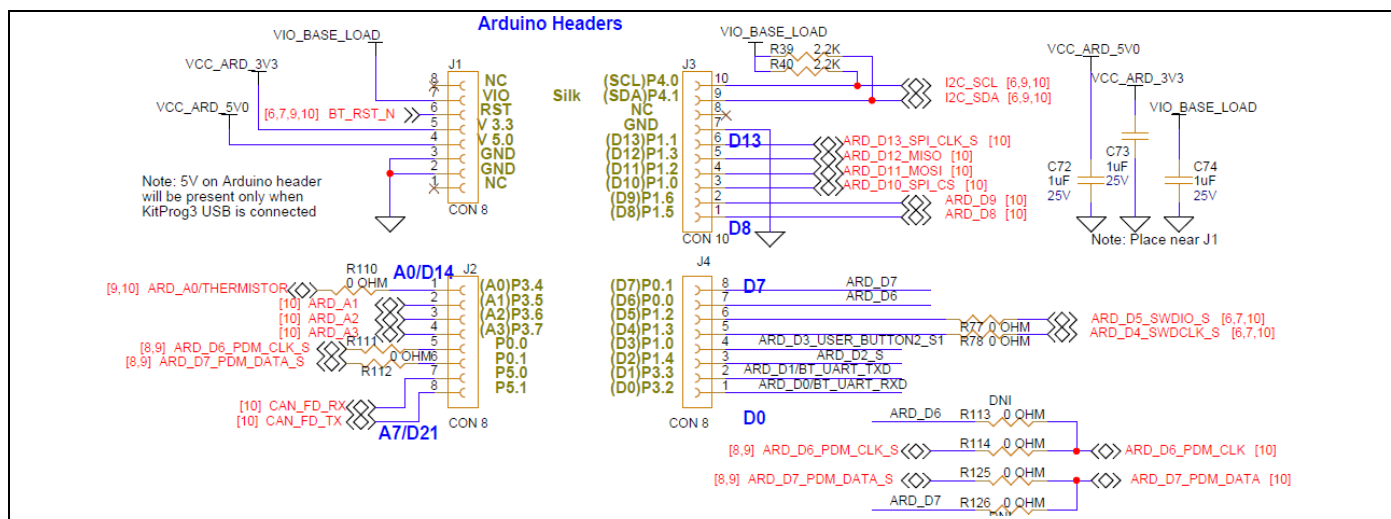 Arduino Headers
VIO_BASE_LOAD
VCC_ARD_3V3
VCC_ARD_5V0
[6,7,9,10] BT_RST_N
J1
8 NC
7 VIO
6 RST
5 V 3.3
4 V 5.0
3 GND
2 GND
1 NC
CON 8
Note: 5V on Arduino header
will be present only when
KitProg3 USB is connected
Silk
VIO_BASE_LOAD
R39 2.2K
R40 2.2K
J3
(SCL)P4.0 10 I2C_SCL [6,9,10]
(SDA)P4.1 9 I2C_SDA [6,9,10]
NC 8
GND 7
(D13)P1.1 6 D13 ARD_D13_SPI_CLK_S [10]
(D12)P1.3 5 ARD_D12_MISO [10]
(D11)P1.2 4 ARD_D11_MOSI [10]
(D10)P1.0 3 ARD_D10_SPI_CS [10]
(D9)P1.6 2 ARD_D9 [10]
(D8)P1.5 1 D8 ARD_D8 [10]
CON 10
VCC_ARD_5V0
VCC_ARD_3V3
VIO_BASE_LOAD
C72
1uF
25V
C73
1uF
25V
C74
1uF
25V
Note: Place near J1
A0/D14
J2
[9,10] ARD_A0/THERMISTOR R110 0 OHM 1 (A0)P3.4
[10] ARD_A1 2 (A1)P3.5
[10] ARD_A2 3 (A2)P3.6
[10] ARD_A3 4 (A3)P3.7
[8,9] ARD_D6_PDM_CLK_S R111 5 P0.0
[8,9] ARD_D7_PDM_DATA_S R112 0 OHM 6 P0.1
7 P5.0
8 P5.1
[10] CAN_FD_RX
[10] CAN_FD_TX
A7/D21
CON 8
J4
(D7)P0.1 8 D7 ARD_D7
(D6)P0.0 7 ARD_D6
(D5)P1.2 6 R77 0 OHM ARD_D5_SWDIO_S [6,7,10]
(D4)P1.3 5 R78 0 OHM ARD_D4_SWDCLK_S [6,7,10]
(D3)P1.0 4 ARD_D3_USER_BUTTON2_S1
(D2)P1.4 3 ARD_D2_S
(D1)P3.3 2 ARD_D1/BT_UART_TXD
(D0)P3.2 1 ARD_D0/BT_UART_RXD
CON 8
D0
DNI
ARD_D6 R113 0 OHM
[8,9] ARD_D6_PDM_CLK_S R114 0 OHM ARD_D6_PDM_CLK [10]
[8,9] ARD_D7_PDM_DATA_S R125 0 OHM ARD_D7_PDM_DATA [10]
ARD_D7 R126 0 OHM